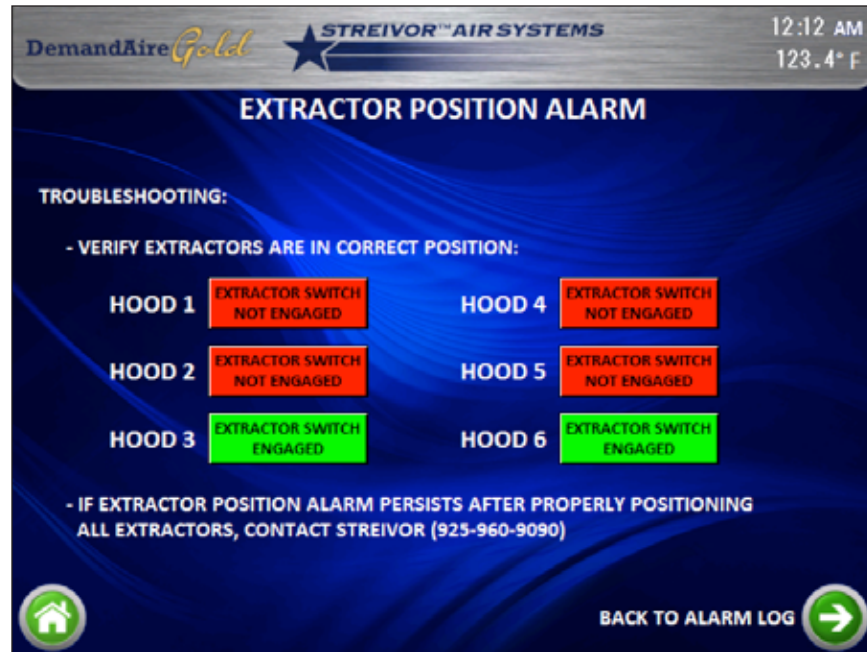 DemandAire Gold
STREIVOR™ AIR SYSTEMS
12:12 AM
123.4° F
EXTRACTOR POSITION ALARM
TROUBLESHOOTING:
- VERIFY EXTRACTORS ARE IN CORRECT POSITION:
HOOD 1 EXTRACTOR SWITCH
NOT ENGAGED
HOOD 4 EXTRACTOR SWITCH
NOT ENGAGED
HOOD 2 EXTRACTOR SWITCH
NOT ENGAGED
HOOD 5 EXTRACTOR SWITCH
NOT ENGAGED
HOOD 3 EXTRACTOR SWITCH
ENGAGED
HOOD 6 EXTRACTOR SWITCH
ENGAGED
- IF EXTRACTOR POSITION ALARM PERSISTS AFTER PROPERLY POSITIONING
ALL EXTRACTORS, CONTACT STREIVOR (925-960-9090)
BACK TO ALARM LOG